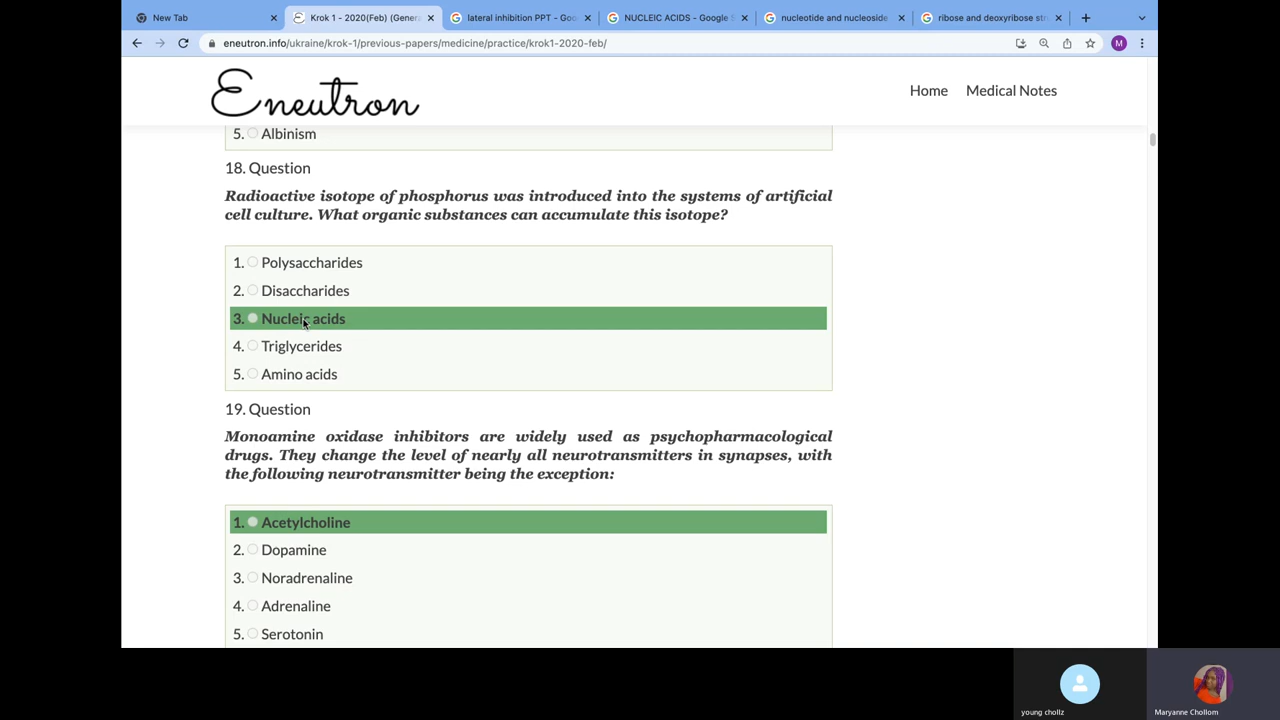 New Tab
Krok 1 - 2020(Feb) (Gener
lateral inhibition PPT - Goo
NUCLEIC ACIDS - Google S
nucleotide and nucleoside
ribose and deoxyribose str
eneutron.info/ukraine/krok-1/previous-papers/medicine/practice/krok1-2020-feb/
M
Eneutron
Home
Medical Notes
5. Albinism
18. Question
Radioactive isotope of phosphorus was introduced into the systems of artificial
cell culture. What organic substances can accumulate this isotope?
1. Polysaccharides
2. Disaccharides
3. Nucleic acids
4. Triglycerides
5. Amino acids
19. Question
Monoamine oxidase inhibitors are widely used as psychopharmacological
drugs. They change the level of nearly all neurotransmitters in synapses, with
the following neurotransmitter being the exception:
1. Acetylcholine
2. Dopamine
3. Noradrenaline
4. Adrenaline
5. Serotonin
young chollz
Maryanne Chollom